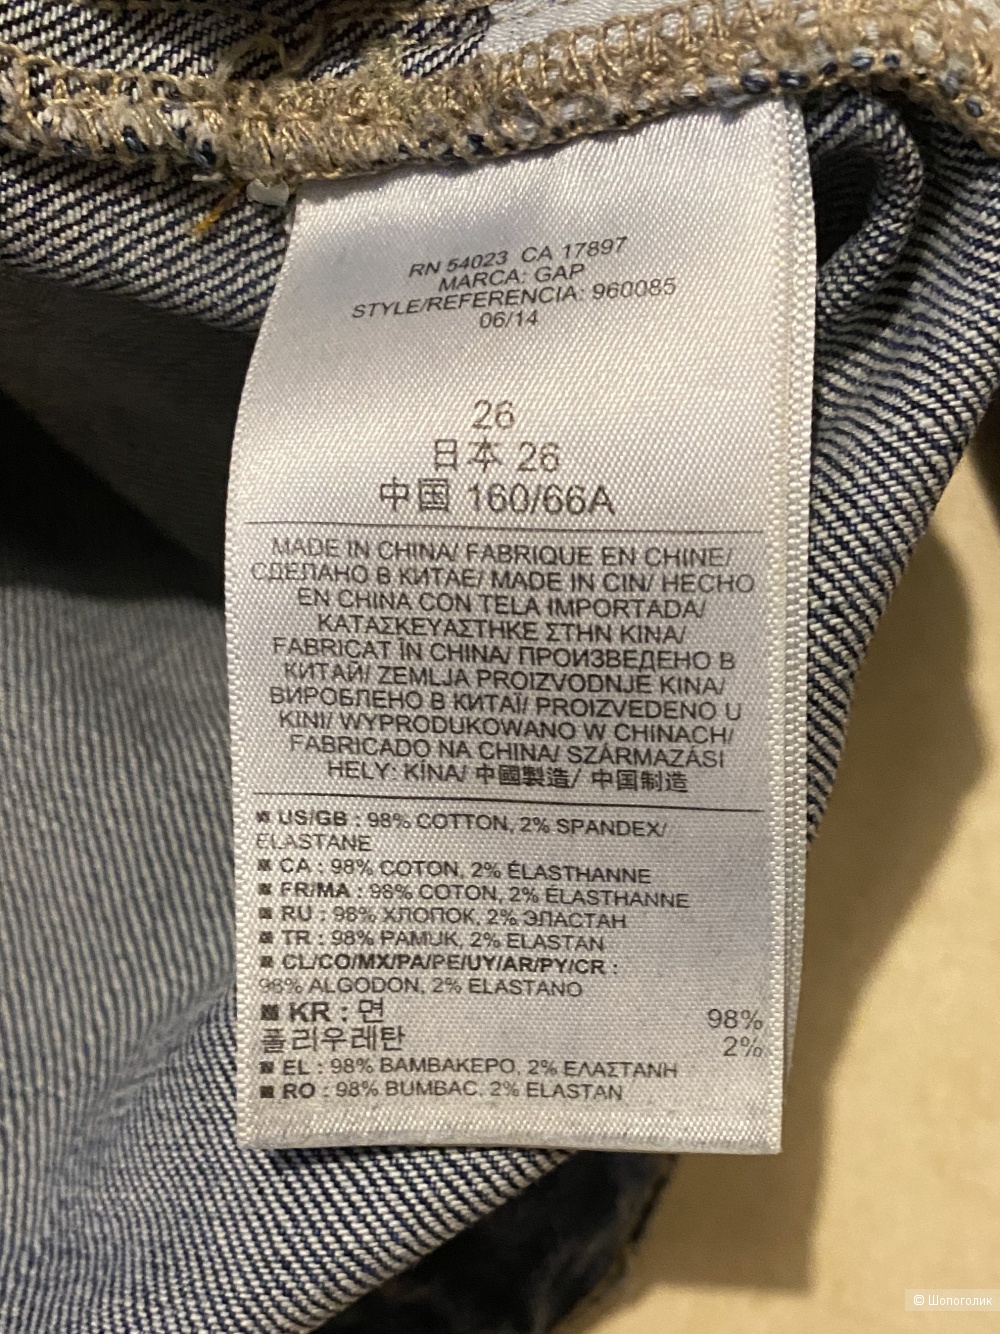 RN 54023 CA 17897
MARCA: GAP
STYLE/REFERENCIA: 960085
06/14
26
日本 26
中国 160/66A
MADE IN CHINA/ FABRIQUE EN CHINE/
СДЕЛАНО В КИТАЕ/ MADE IN CIN/ HECHO
EN CHINA CON TELA IMPORTADA/
ΚΑΤΑΣΚΕΥΑΣΤΗΚΕ ΣΤΗΝ ΚΙΝΑ/
FABRICAT ÎN CHINA/ ПРОИЗВЕДЕНО В
КИТАЙ/ ZEMLJA PROIZVODNJE KINA/
ВИРОБЛЕНО В КИТАЇ/ PROIZVEDENO U
KINI/ WYPRODUKOWANO W CHINACH/
FABRICADO NA CHINA/ SZÁRMAZÁSI
HELY: KÍNA/ 中國製造/ 中国制造
■ US/GB : 98% COTTON, 2% SPANDEX/
ELASTANE
■ CA : 98% COTON, 2% ÉLASTHANNE
■ FR/MA : 98% COTON, 2% ÉLASTHANNE
■ RU : 98% ХЛОПОК, 2% ЭЛАСТАН
■ TR : 98% PAMUK, 2% ELASTAN
■ CL/CO/MX/PA/PE/UY/AR/PY/CR :
98% ALGODON, 2% ELASTANO
■ KR : 면 98%
폴리우레탄 2%
■ EL : 98% ΒΑΜΒΑΚΕΡΟ, 2% ΕΛΑΣΤΑΝΗ
■ RO : 98% BUMBAC, 2% ELASTAN
© Шопоголик